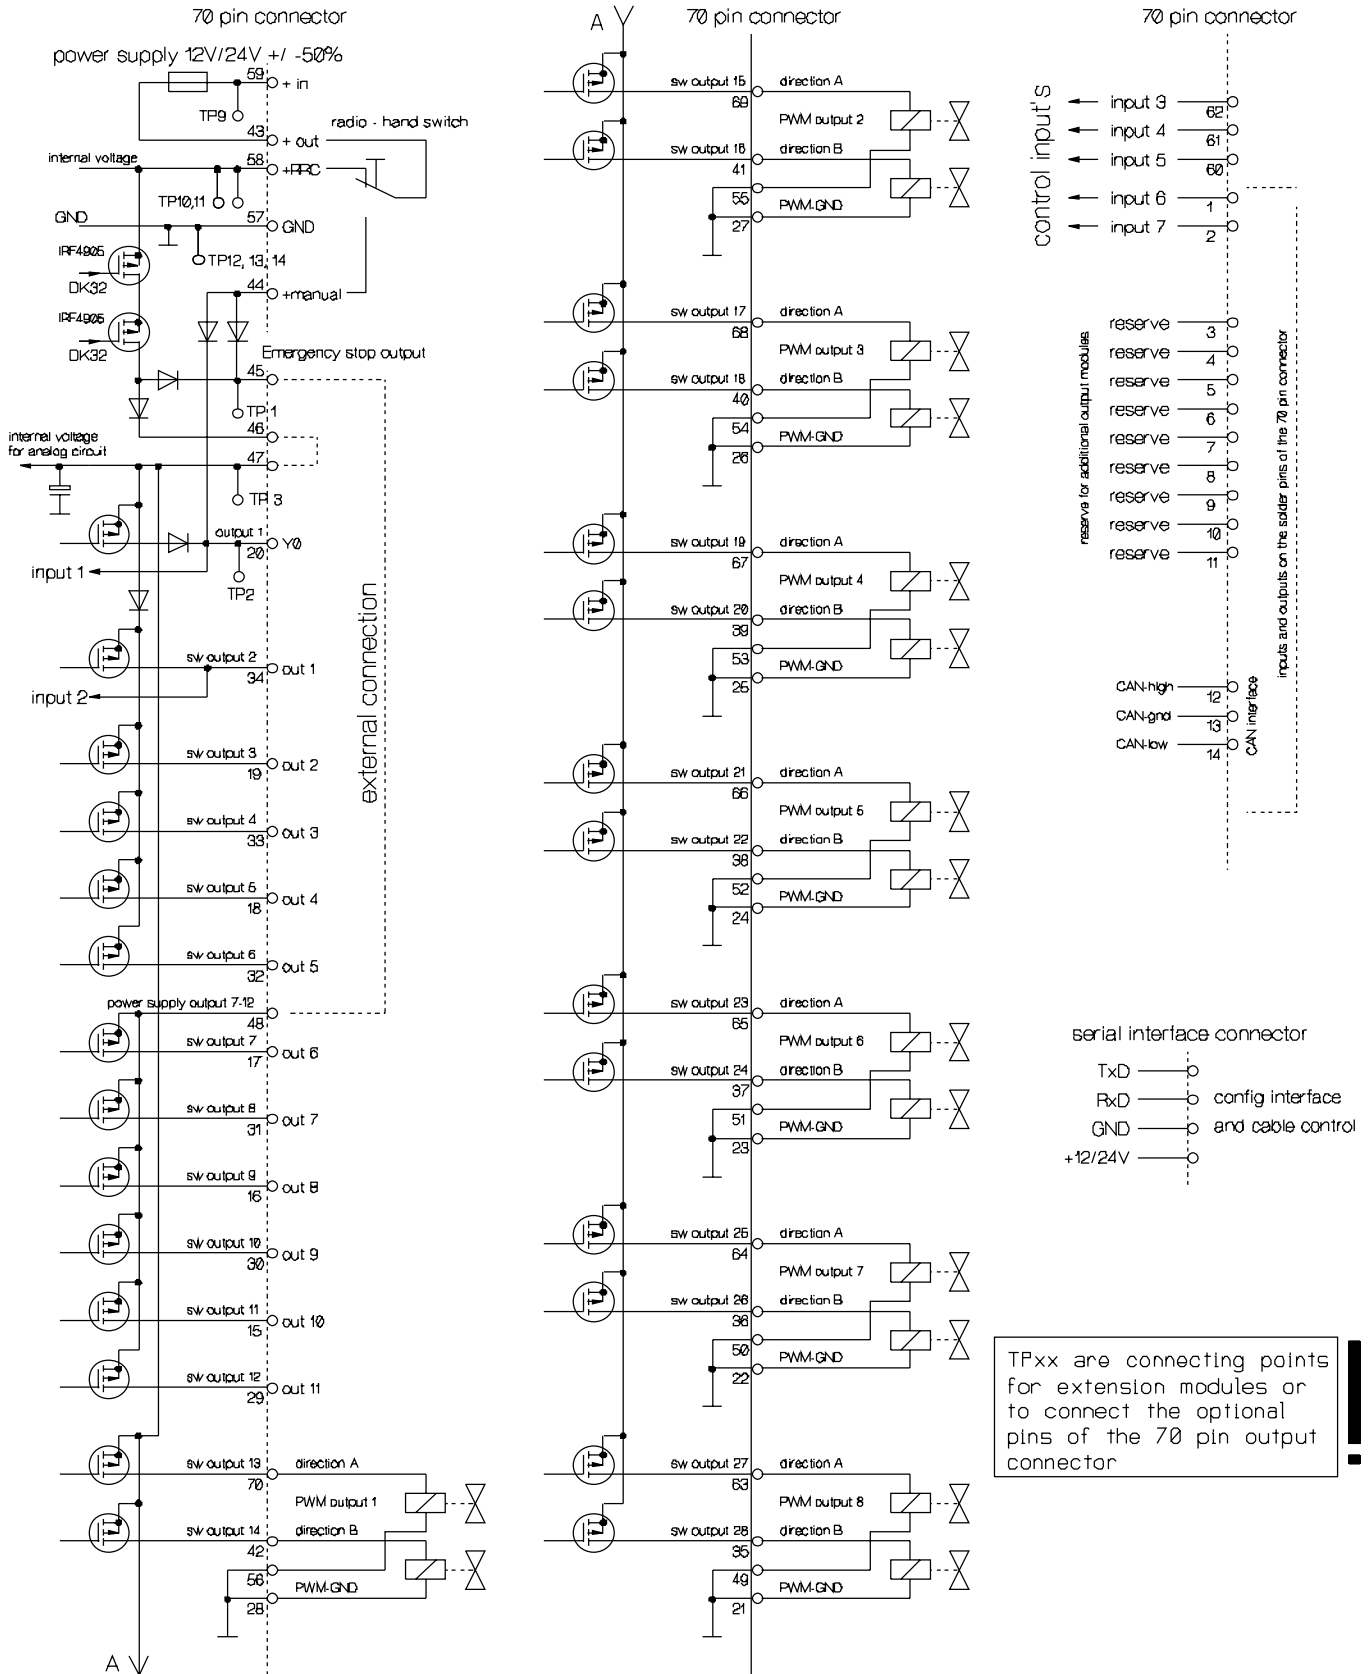 70 pin connector
power supply 12V/24V +/ -50%
59
+ in
TP9
43
+ out
radio - hand switch
internal voltage
58
+RRC
TP10,11
GND
57
GND
IRF4905
TP12, 13, 14
DK32
44
+manual
IRF4905
DK32
Emergency stop output
45
TP 1
46
internal voltage
for analog circuit
47
TP 3
output 1
20
Y0
input 1
TP2
external connection
sw output 2
34
out 1
input 2
sw output 3
19
out 2
sw output 4
33
out 3
sw output 5
18
out 4
sw output 6
32
out 5
power supply output 7-12
48
sw output 7
17
out 6
sw output 8
31
out 7
sw output 9
16
out 8
sw output 10
30
out 9
sw output 11
15
out 10
sw output 12
29
out 11
sw output 13
70
direction A
PWM output 1
sw output 14
42
direction B
56
PWM-GND
28
A
A
70 pin connector
sw output 15
69
direction A
PWM output 2
sw output 16
41
direction B
55
PWM-GND
27
sw output 17
68
direction A
PWM output 3
sw output 18
40
direction B
54
PWM-GND
26
sw output 19
67
direction A
PWM output 4
sw output 20
39
direction B
53
PWM-GND
25
sw output 21
66
direction A
PWM output 5
sw output 22
38
direction B
52
PWM-GND
24
sw output 23
65
direction A
PWM output 6
sw output 24
37
direction B
51
PWM-GND
23
sw output 25
64
direction A
PWM output 7
sw output 26
36
direction B
50
PWM-GND
22
sw output 27
63
direction A
PWM output 8
sw output 28
35
direction B
49
PWM-GND
21
70 pin connector
control input's
input 3
62
input 4
61
input 5
60
input 6
1
input 7
2
reserve for additional output modules
reserve
3
reserve
4
reserve
5
reserve
6
reserve
7
reserve
8
reserve
9
reserve
10
reserve
11
inputs and outputs on the solder pins of the 70 pin connector
CAN-high
12
CAN-gnd
13
CAN-low
14
CAN interface
serial interface connector
TxD
RxD
config interface
GND
and cable control
+12/24V
TPxx are connecting points
for extension modules or
to connect the optional
pins of the 70 pin output
connector
!